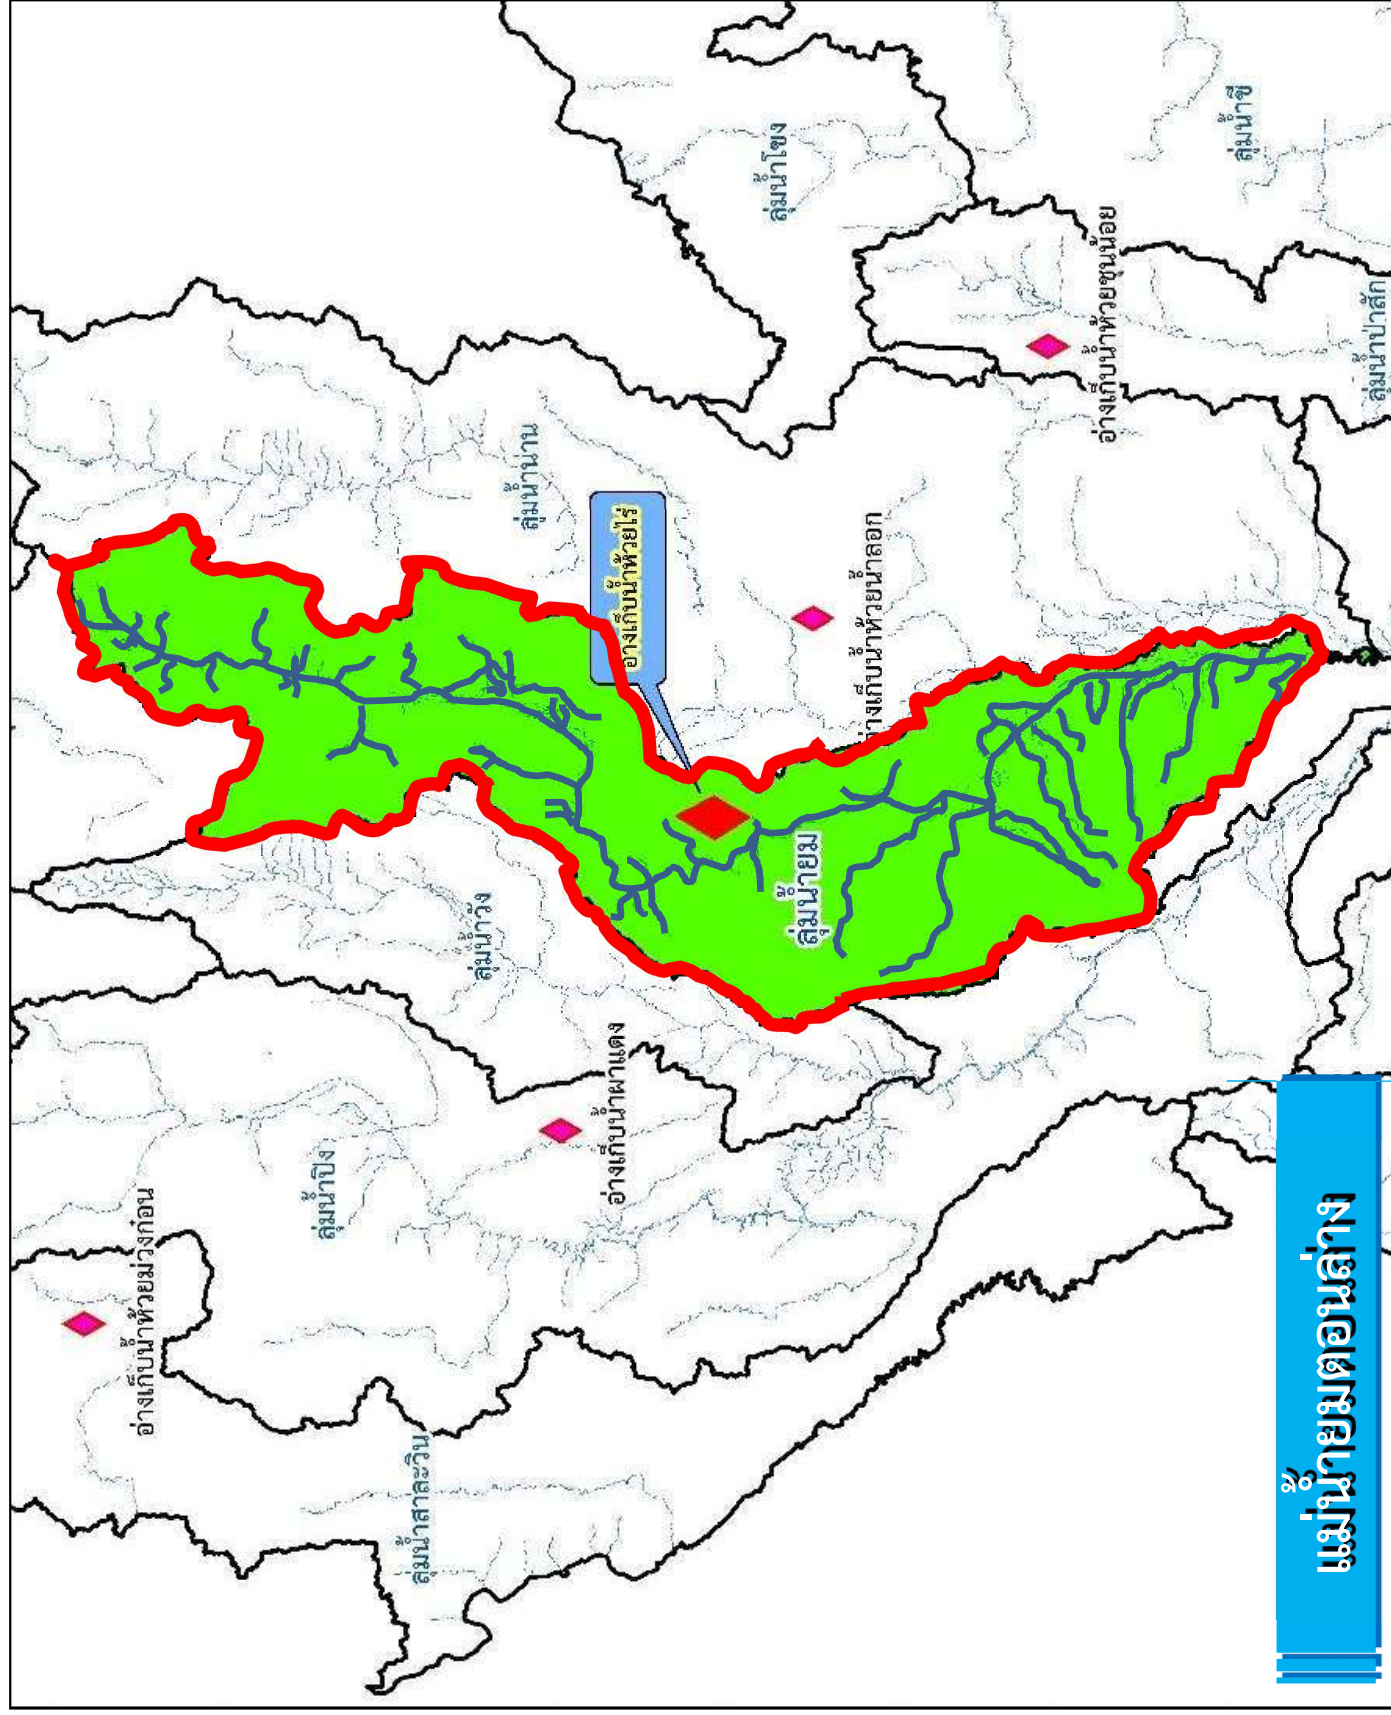 แม่น้ำยมตอนล่าง
อ่างเก็บน้ำห้วยม่วงก่อน
ลุ่มน้ำปิง
ลุ่มน้ำสาละวิน
ลุ่มน้ำวัง
อ่างเก็บน้ำผาแดง
ลุ่มน้ำน่าน
อ่างเก็บน้ำห้วยไร่
ลุ่มน้ำยม
อ่างเก็บน้ำห้วยน้ำลอก
ลุ่มน้ำโขง
อ่างเก็บน้ำห้วยขุนน้อย
ลุ่มน้ำชี
ลุ่มน้ำป่าสัก